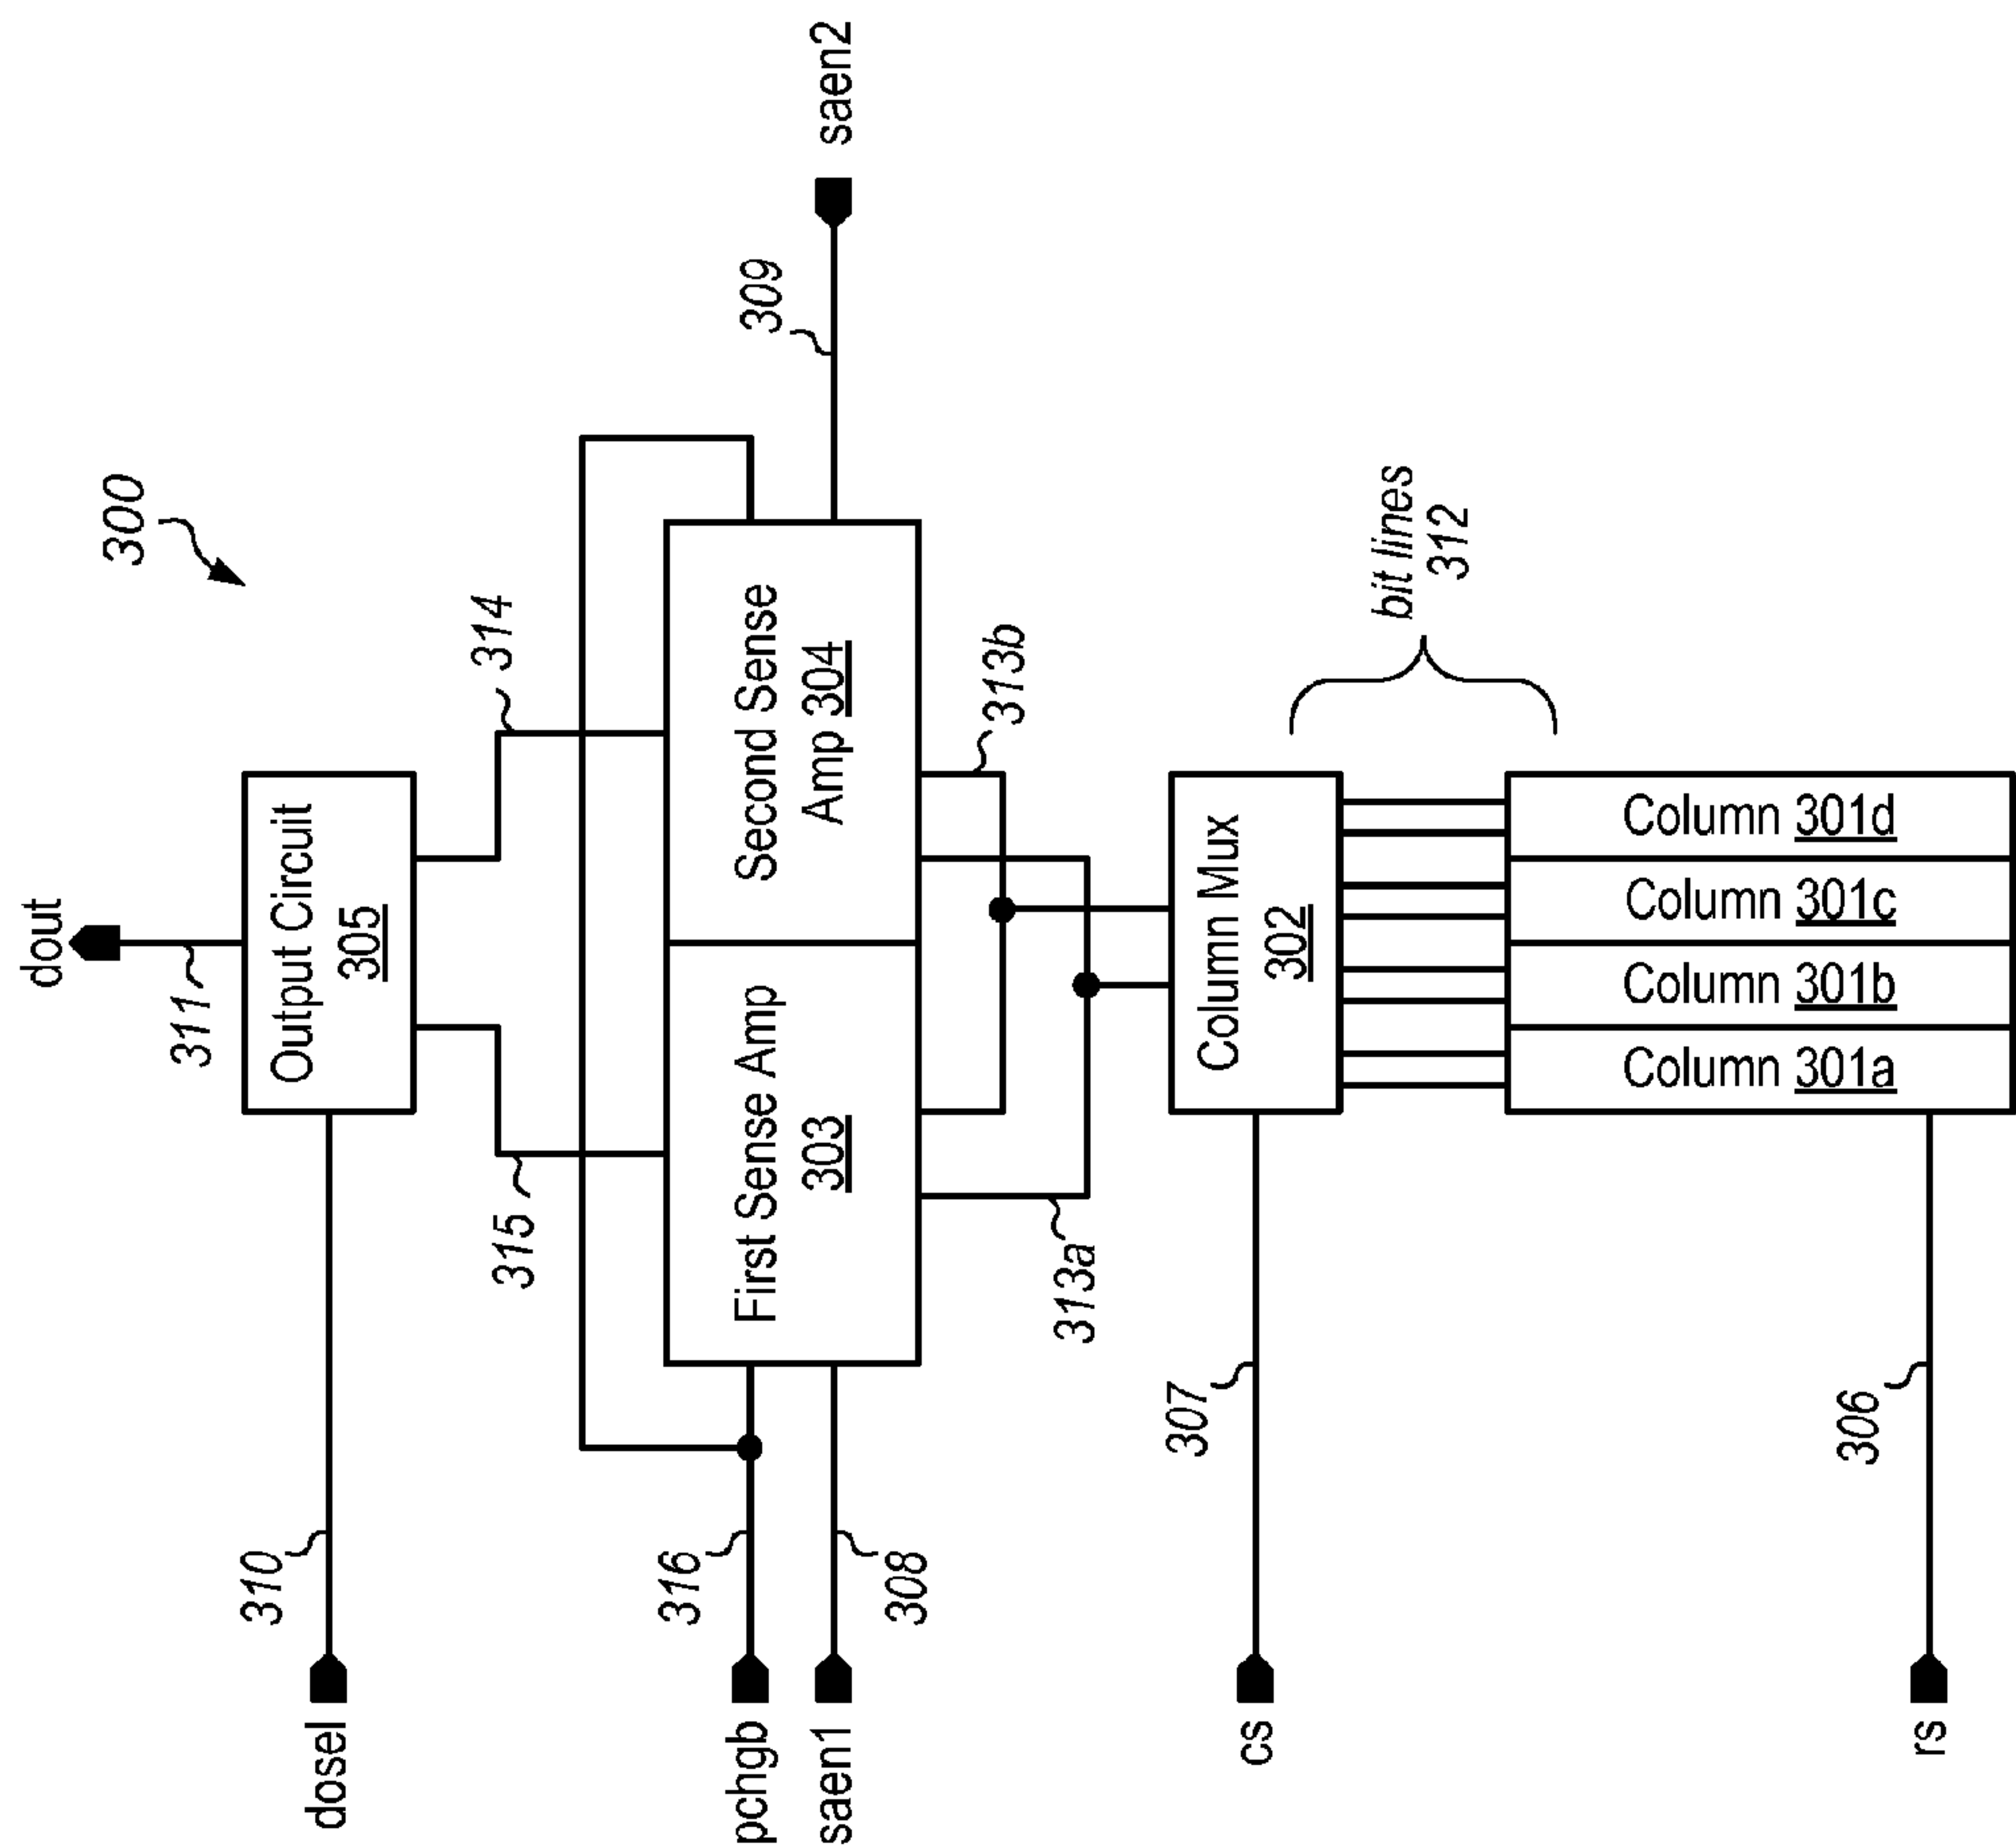 300
dout
311
Output Circuit
305
dosel
310
315
314
pchgb
316
saen1
308
First Sense Amp
303
Second Sense
Amp 304
309
saen2
313a
313b
cs
307
Column Mux
302
bit lines
312
Column 301a
Column 301b
Column 301c
Column 301d
rs
306